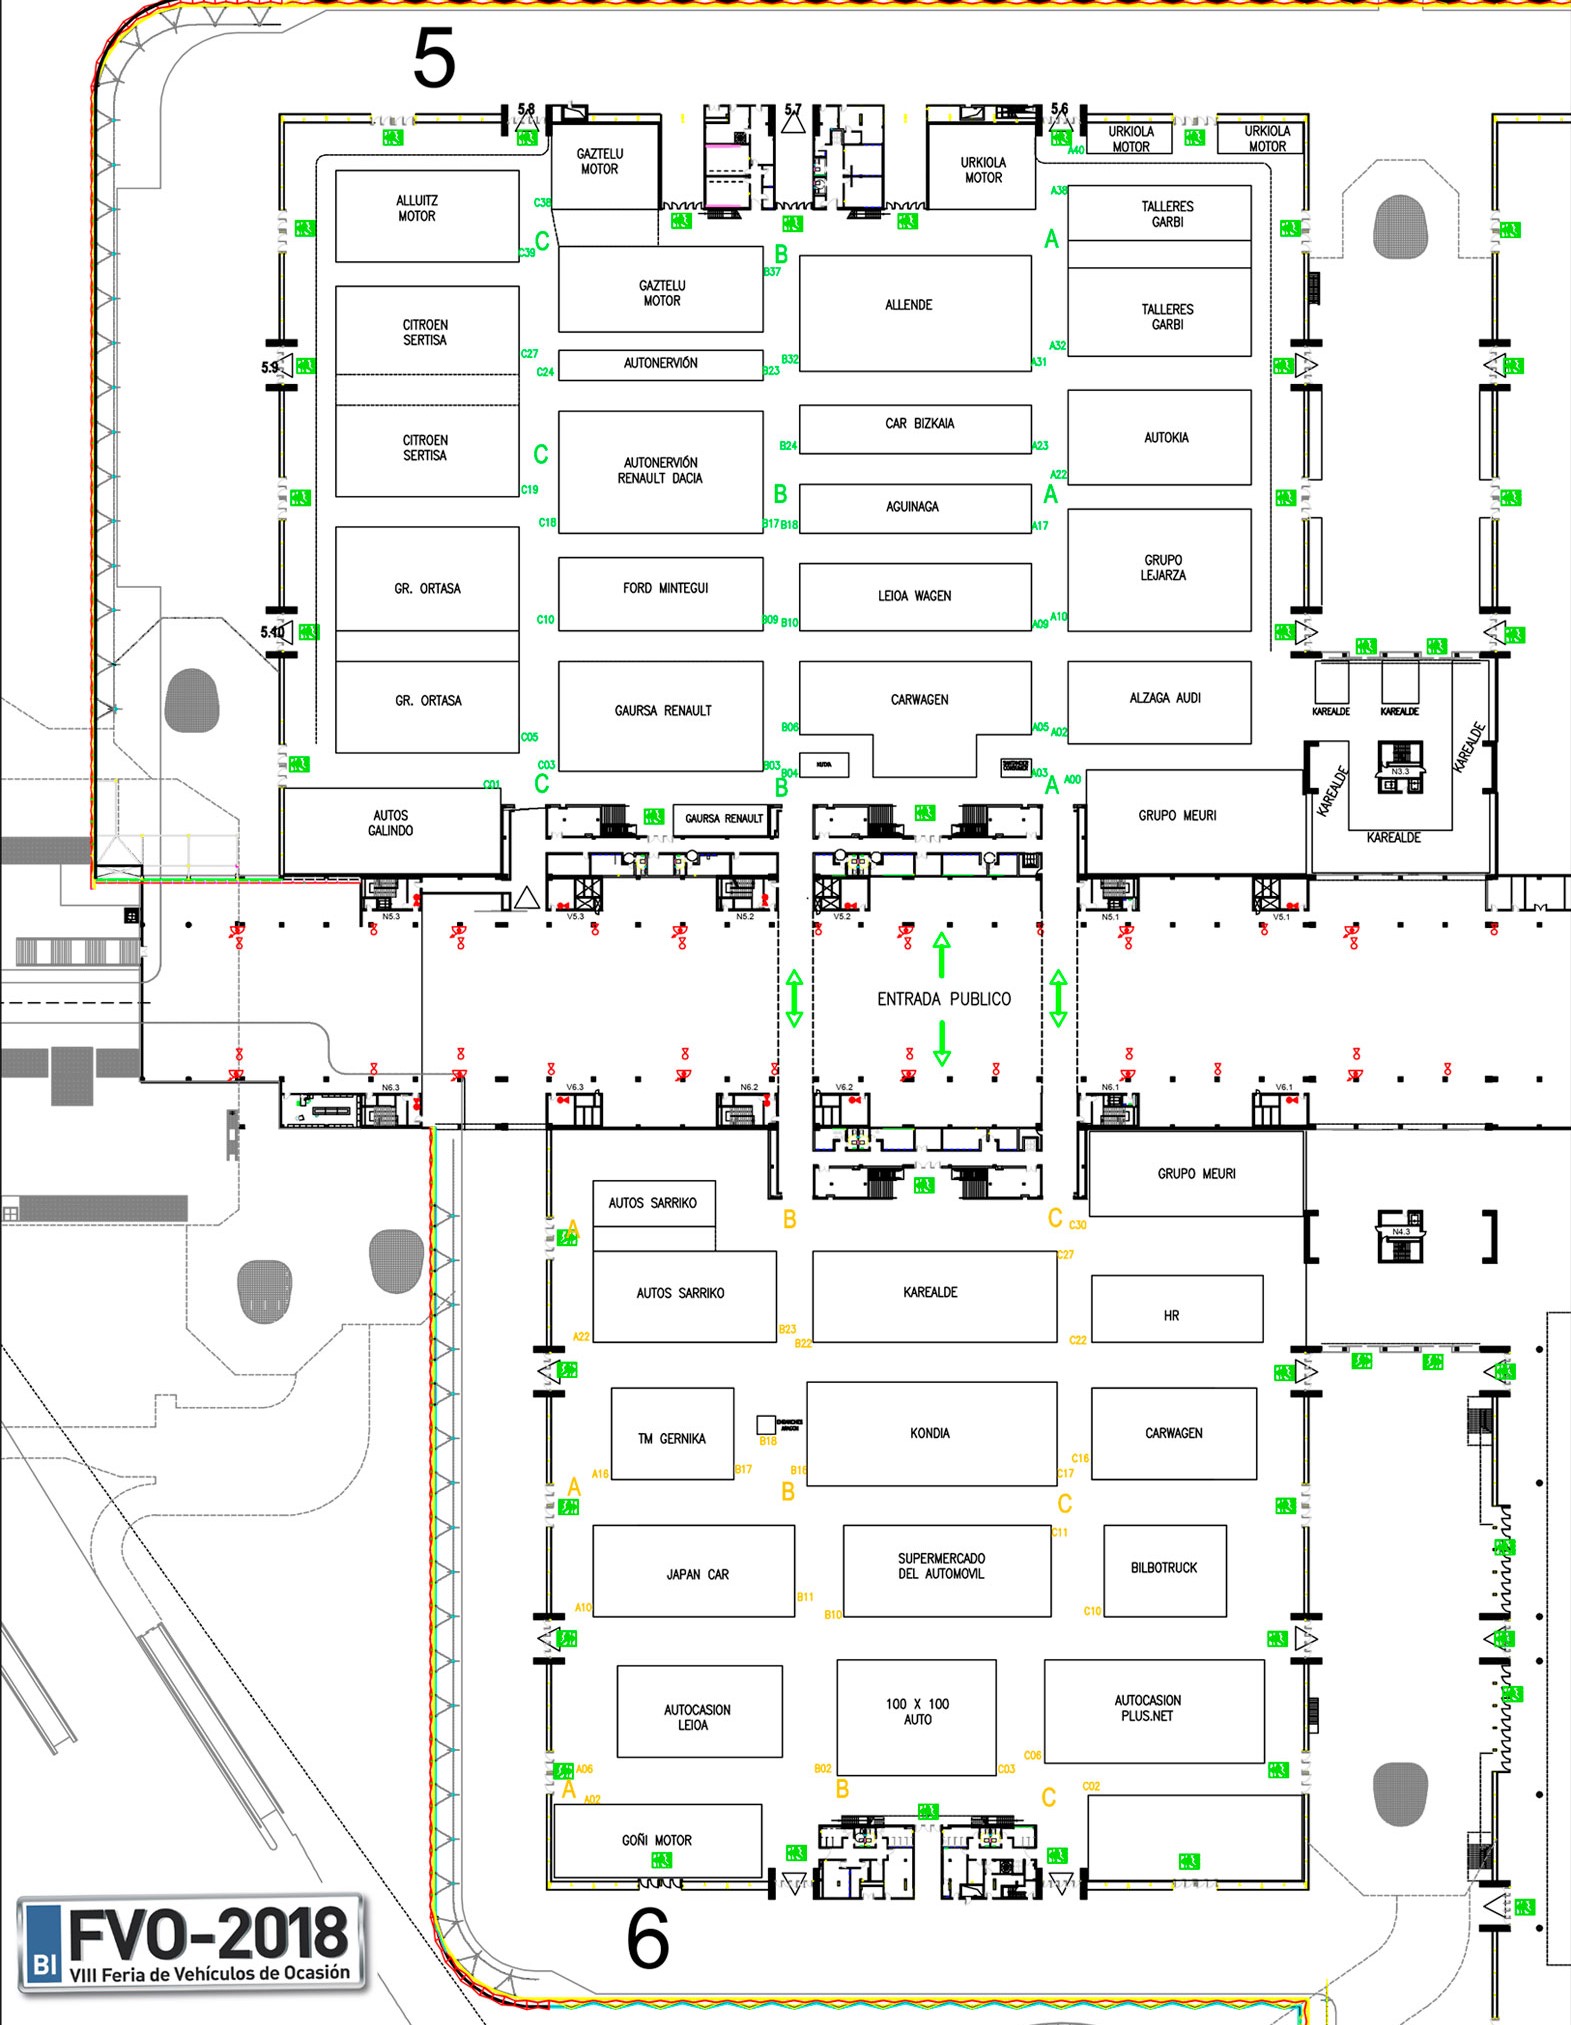 5
5.8
5.7
5.6
URKIOLA
MOTOR
URKIOLA
MOTOR
A40
GAZTELU
MOTOR
URKIOLA
MOTOR
ALLUITZ
MOTOR
C38
A38
TALLERES
GARBI
C
C39
B
A
B37
GAZTELU
MOTOR
ALLENDE
TALLERES
GARBI
CITROEN
SERTISA
C27
C24
AUTONERVIÓN
B32
B23
A32
A31
5.9
CITROEN
SERTISA
C
AUTONERVIÓN
RENAULT DACIA
CAR BIZKAIA
B24
A23
AUTOKIA
A22
C19
B
A
C18
B17
B18
AGUINAGA
A17
GR. ORTASA
FORD MINTEGUI
LEIOA WAGEN
GRUPO
LEJARZA
C10
B09
B10
A09
A10
5.10
GR. ORTASA
GAURSA RENAULT
CARWAGEN
ALZAGA AUDI
KAREALDE
KAREALDE
KAREALDE
C05
B06
A05
A02
C03
B03
B04
A03
A00
N3.3
KAREALDE
C01
C
B
A
AUTOS
GALINDO
GAURSA RENAULT
GRUPO MEURI
KAREALDE
N5.3
V5.3
N5.2
V5.2
N5.1
V5.1
ENTRADA PUBLICO
N6.3
V6.3
N6.2
V6.2
N6.1
V6.1
GRUPO MEURI
AUTOS SARRIKO
A
B
C
C30
N4.3
C27
AUTOS SARRIKO
KAREALDE
HR
A22
B23
B22
C22
TM GERNIKA
B18
KONDIA
CARWAGEN
A16
B17
B16
C17
C16
A
B
C
JAPAN CAR
SUPERMERCADO
DEL AUTOMOVIL
C11
BILBOTRUCK
A10
B11
B10
C10
AUTOCASION
LEIOA
100 X 100
AUTO
AUTOCASION
PLUS.NET
A06
B02
C03
C06
A
B
C
C02
A02
GOÑI MOTOR
6
BI
FVO-2018
VIII Feria de Vehículos de Ocasión